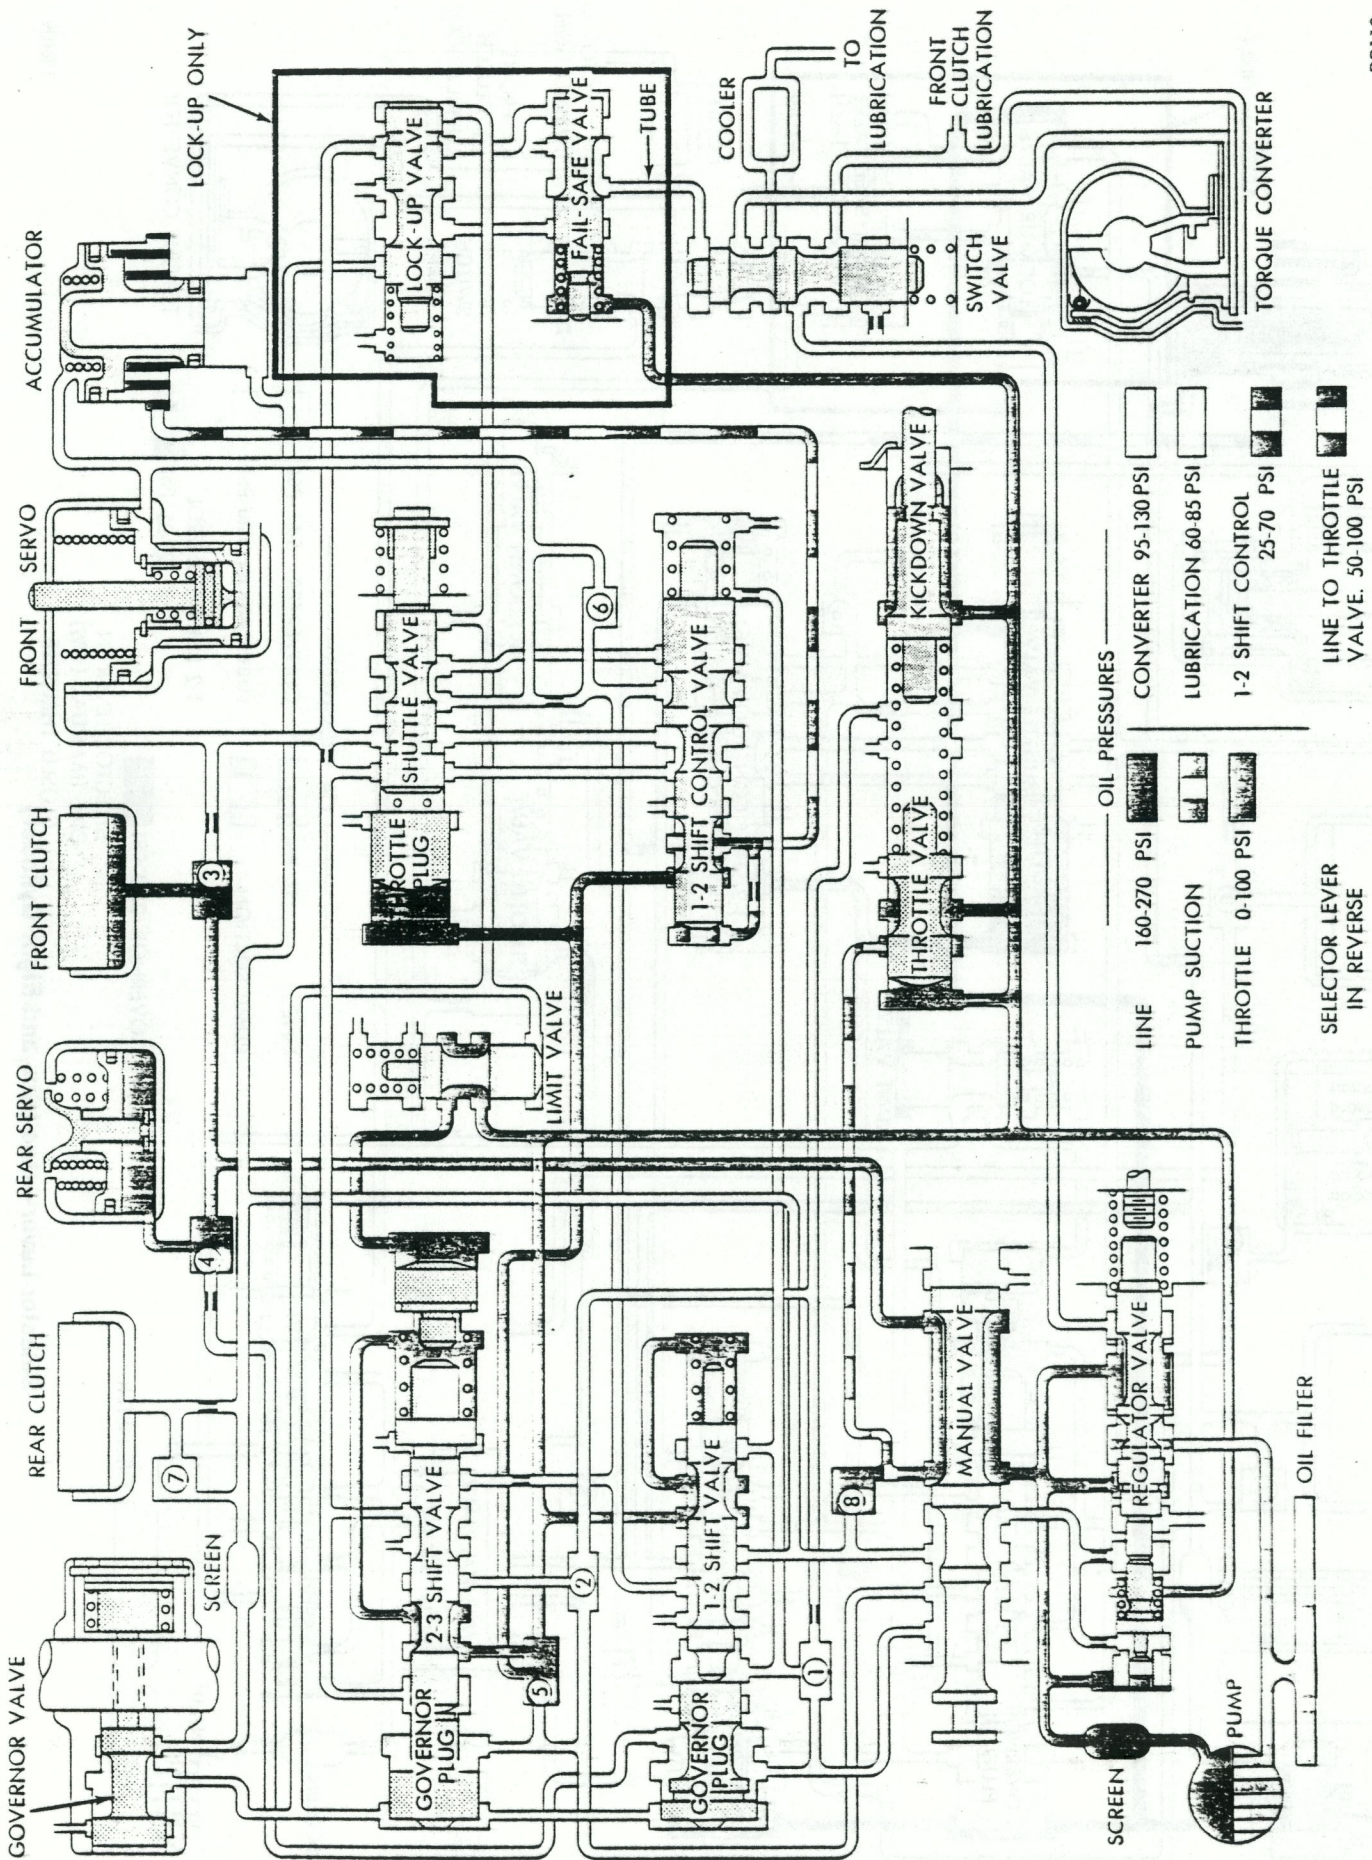 GOVERNOR VALVE
REAR CLUTCH
REAR SERVO
FRONT CLUTCH
FRONT SERVO
ACCUMULATOR
LOCK-UP ONLY
SCREEN
7
4
3
GOVERNOR
PLUG IN
2-3 SHIFT VALVE
LIMIT VALVE
THROTTLE
PLUG
SHUTTLE VALVE
LOCK-UP VALVE
FAIL-SAFE VALVE
TUBE
5
2
6
GOVERNOR
PLUG
1-2 SHIFT VALVE
1-2 SHIFT CONTROL VALVE
COOLER
TO
LUBRICATION
FRONT
CLUTCH
LUBRICATION
1
8
SWITCH
VALVE
MANUAL VALVE
THROTTLE VALVE
KICKDOWN VALVE
SCREEN
PUMP
REGULATOR VALVE
OIL FILTER
TORQUE CONVERTER
OIL PRESSURES
LINE 160-270 PSI
PUMP SUCTION
THROTTLE 0-100 PSI
CONVERTER 95-130 PSI
LUBRICATION 60-85 PSI
1-2 SHIFT CONTROL
25-70 PSI
LINE TO THROTTLE
VALVE. 50-100 PSI
SELECTOR LEVER
IN REVERSE